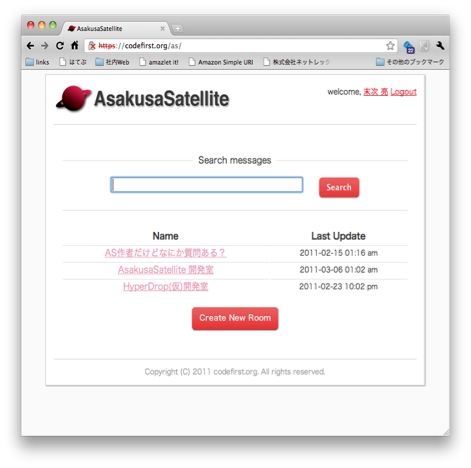 AsakusaSatellite
https://codefirst.org/as/
22
links はてぶ 社内Web amazlet it! Amazon Simple URI 株式会社ネットレック その他のブックマーク
AsakusaSatellite
welcome, 末次 亮 Logout
Search messages
Search
Name Last Update
AS作者だけどなにか質問ある？ 2011-02-15 01:16 am
AsakusaSatellite 開発室 2011-03-06 01:02 am
HyperDrop(仮)開発室 2011-02-23 10:02 pm
Create New Room
Copyright (C) 2011 codefirst.org. All rights reserved.